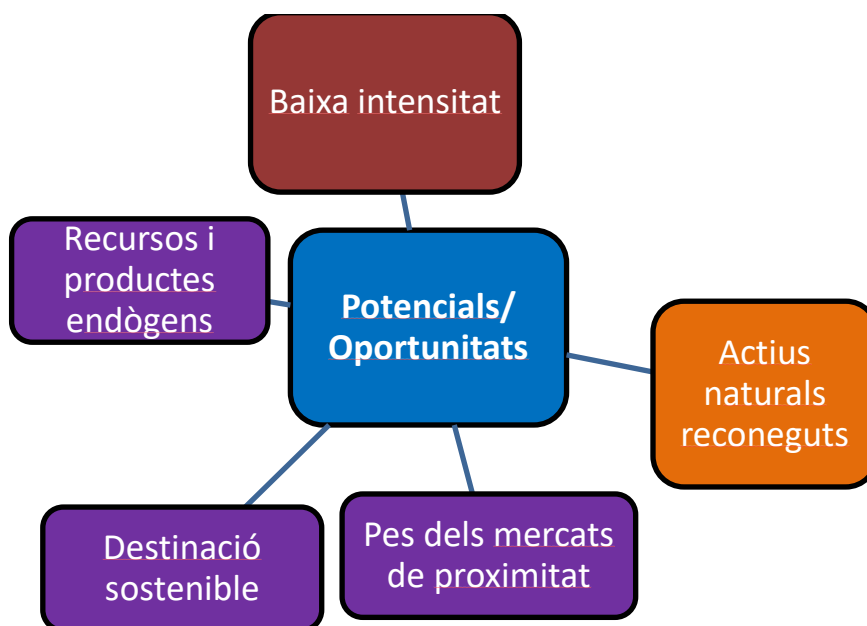 Baixa intensitat
Recursos i
productes
endògens
Potencials/
Oportunitats
Actius
naturals
reconeguts
Destinació
sostenible
Pes dels mercats
de proximitat